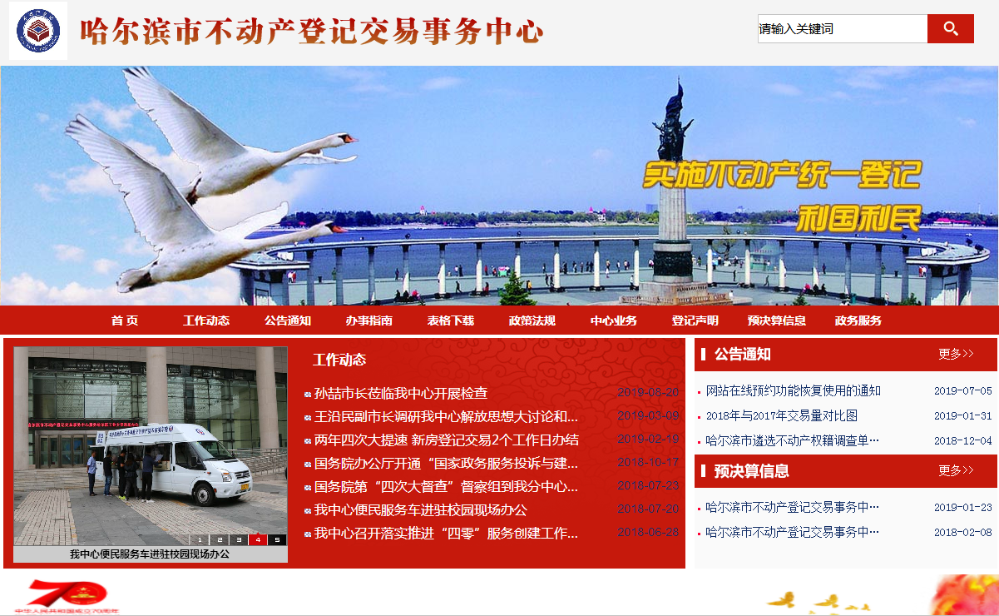 哈尔滨市不动产登记交易事务中心
请输入关键词
实施不动产统一登记
利国利民
首 页 工作动态 公告通知 办事指南 表格下载 政策法规 中心业务 登记声明 预决算信息 政务服务
工作动态
孙喆市长莅临我中心开展检查 2019-08-20
王沿民副市长调研我中心解放思想大讨论和... 2019-03-09
两年四次大提速 新房登记交易2个工作日办结 2019-02-19
国务院办公厅开通“国家政务服务投诉与建... 2018-10-17
国务院第“四次大督查”督察组到我分中心... 2018-07-23
我中心便民服务车进驻校园现场办公 2018-07-20
我中心召开落实推进“四零”服务创建工作... 2018-06-28
1 2 3 4 5
我中心便民服务车进驻校园现场办公
公告通知 更多>>
网站在线预约功能恢复使用的通知 2019-07-05
2018年与2017年交易量对比图 2019-01-31
哈尔滨市遴选不动产权籍调查单… 2018-12-04
预决算信息 更多>>
哈尔滨市不动产登记交易事务中… 2019-01-23
哈尔滨市不动产登记交易事务中… 2018-02-08
70
中华人民共和国成立70周年